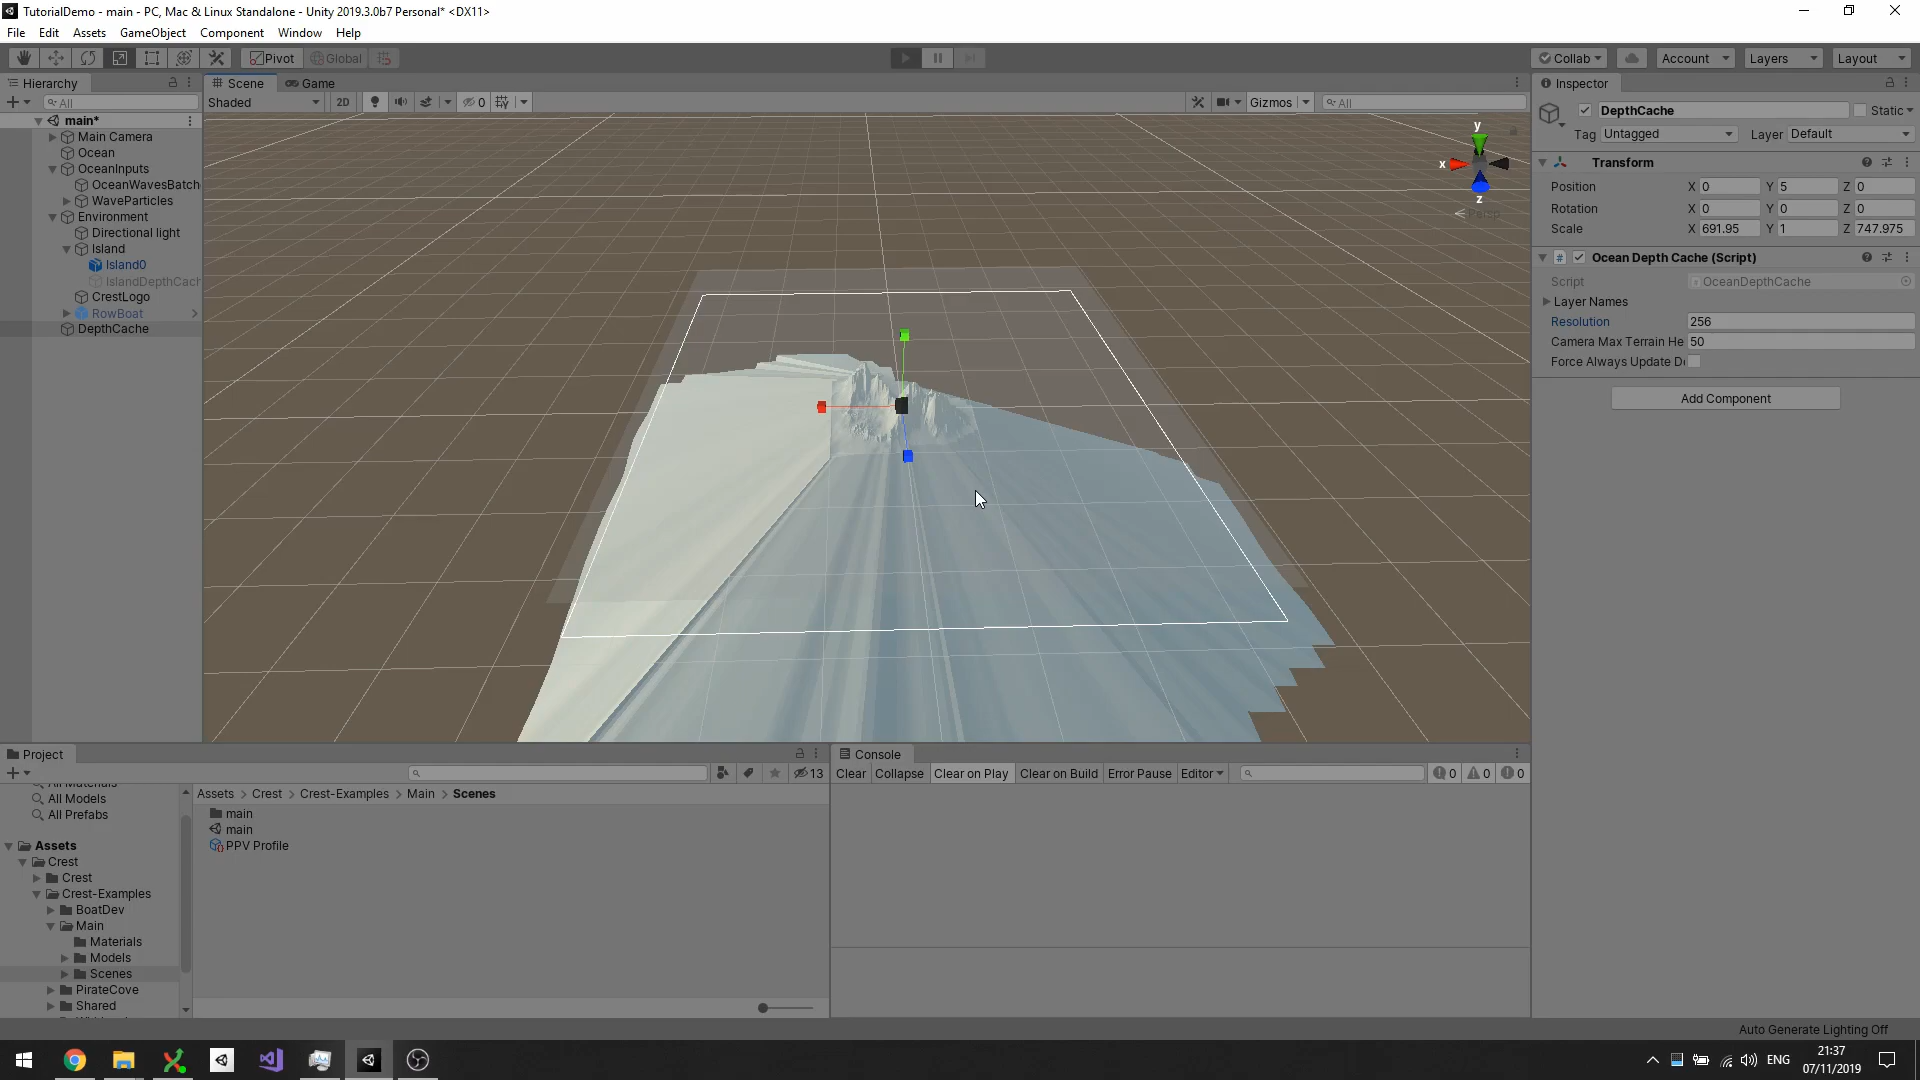 TutorialDemo - main - PC, Mac & Linux Standalone - Unity 2019.3.0b7 Personal* <DX11>
File Edit Assets GameObject Component Window Help
Pivot Global Collab Account Layers Layout
Hierarchy
All
main*
Main Camera
Ocean
OceanInputs
OceanWavesBatch
WaveParticles
Environment
Directional light
Island
Island0
IslandDepthCach
CrestLogo
RowBoat
DepthCache
Scene Game
Shaded 2D 0 Gizmos All
y
x
z
Persp
Inspector
DepthCache Static
Tag Untagged Layer Default
Transform
Position X 0 Y 5 Z 0
Rotation X 0 Y 0 Z 0
Scale X 691.95 Y 1 Z 747.975
# Ocean Depth Cache (Script)
Script OceanDepthCache
Layer Names
Resolution 256
Camera Max Terrain He 50
Force Always Update D
Add Component
Project
13
All Materials
All Models
All Prefabs
Assets
Crest
Crest
Crest-Examples
BoatDev
Main
Materials
Models
Scenes
PirateCove
Shared
Assets > Crest > Crest-Examples > Main > Scenes
main
main
PPV Profile
Console
Clear Collapse Clear on Play Clear on Build Error Pause Editor 0 0 0
Auto Generate Lighting Off
ENG
21:37
07/11/2019